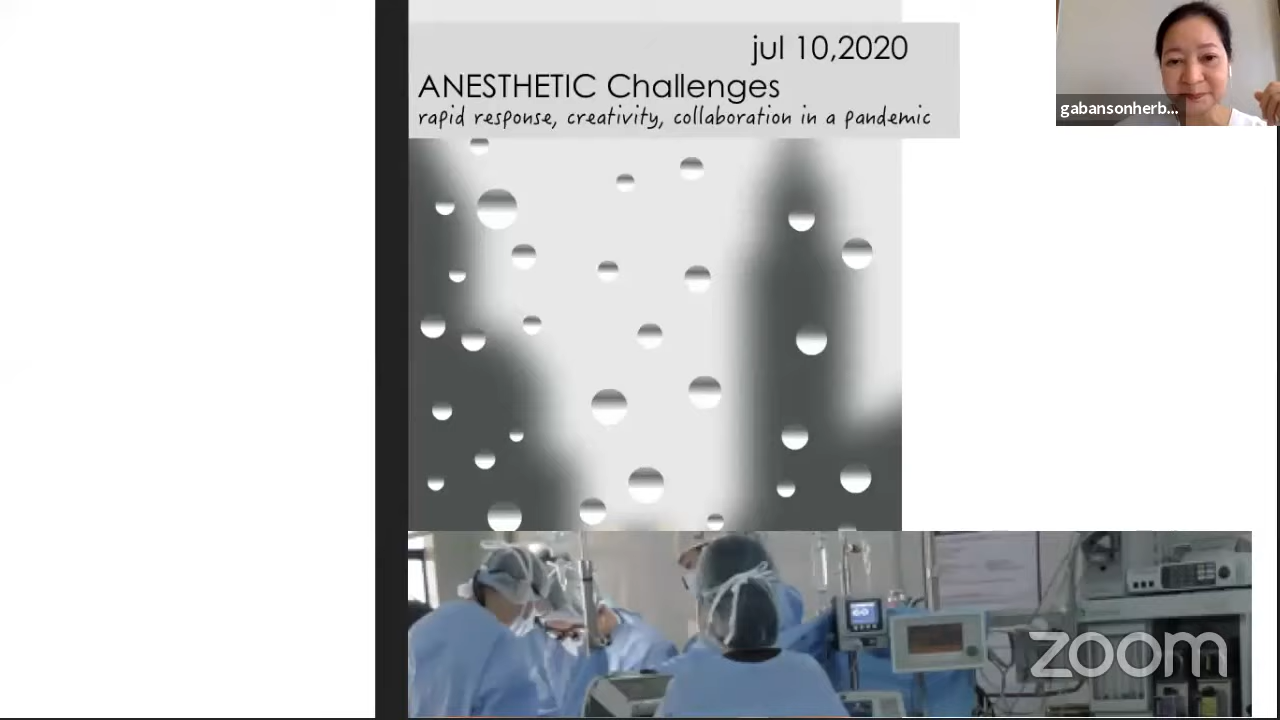 jul 10,2020
ANESTHETIC Challenges
rapid response, creativity, collaboration in a pandemic
gabansonherb...
zoom